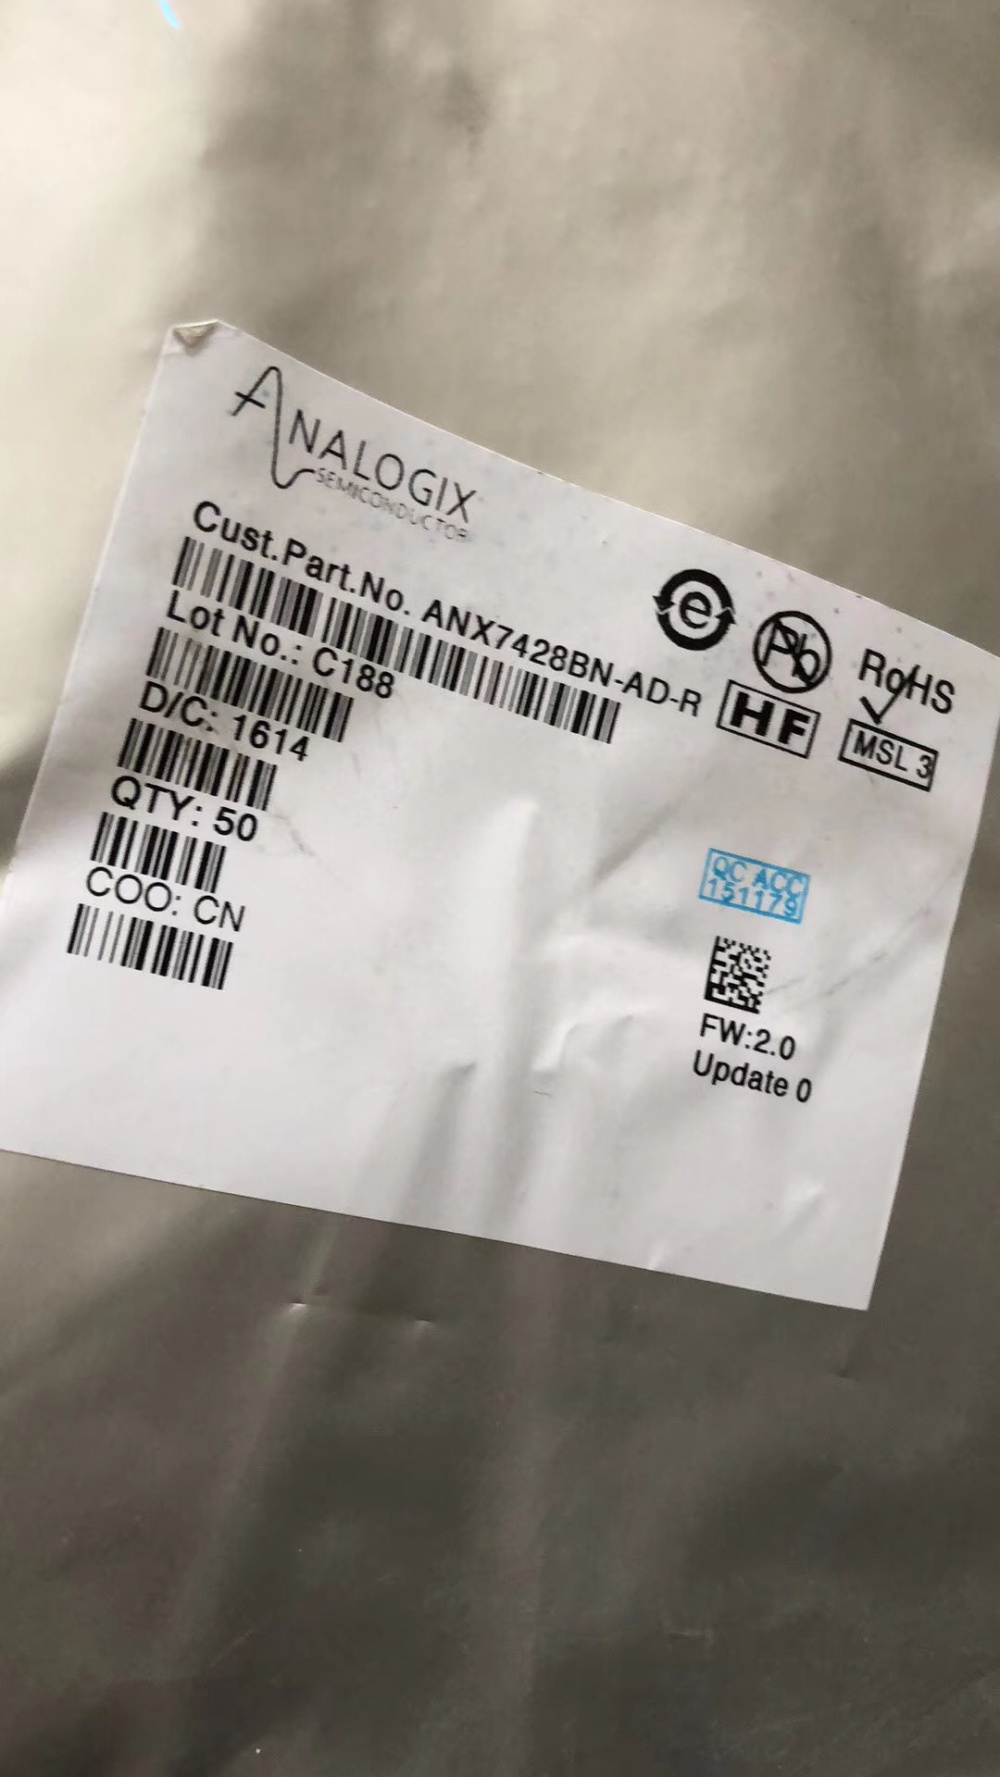 ANALOGIX
SEMICONDUCTOR
Cust.Part.No. ANX7428BN-AD-R
Lot No.: C188
D/C: 1614
QTY: 50
COO: CN
e
Pb
RoHS
HF
MSL 3
QC ACC
151179
FW:2.0
Update 0